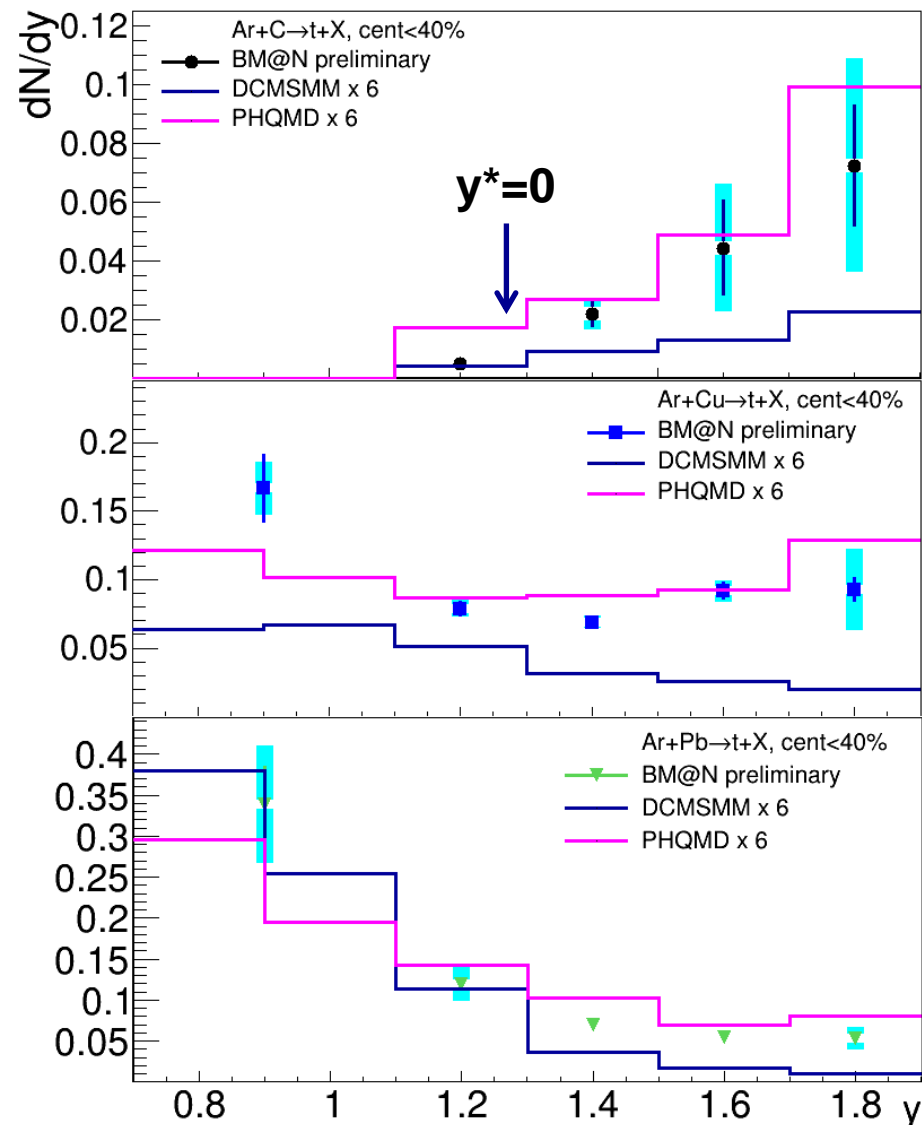 dN/dy
0.12
0.1
0.08
0.06
0.04
0.02
Ar+C→t+X, cent<40%
BM@N preliminary
DCMSMM x 6
PHQMD x 6
y*=0
0.2
0.15
0.1
0.05
Ar+Cu→t+X, cent<40%
BM@N preliminary
DCMSMM x 6
PHQMD x 6
0.4
0.35
0.3
0.25
0.2
0.15
0.1
0.05
Ar+Pb→t+X, cent<40%
BM@N preliminary
DCMSMM x 6
PHQMD x 6
0.8 1 1.2 1.4 1.6 1.8 y